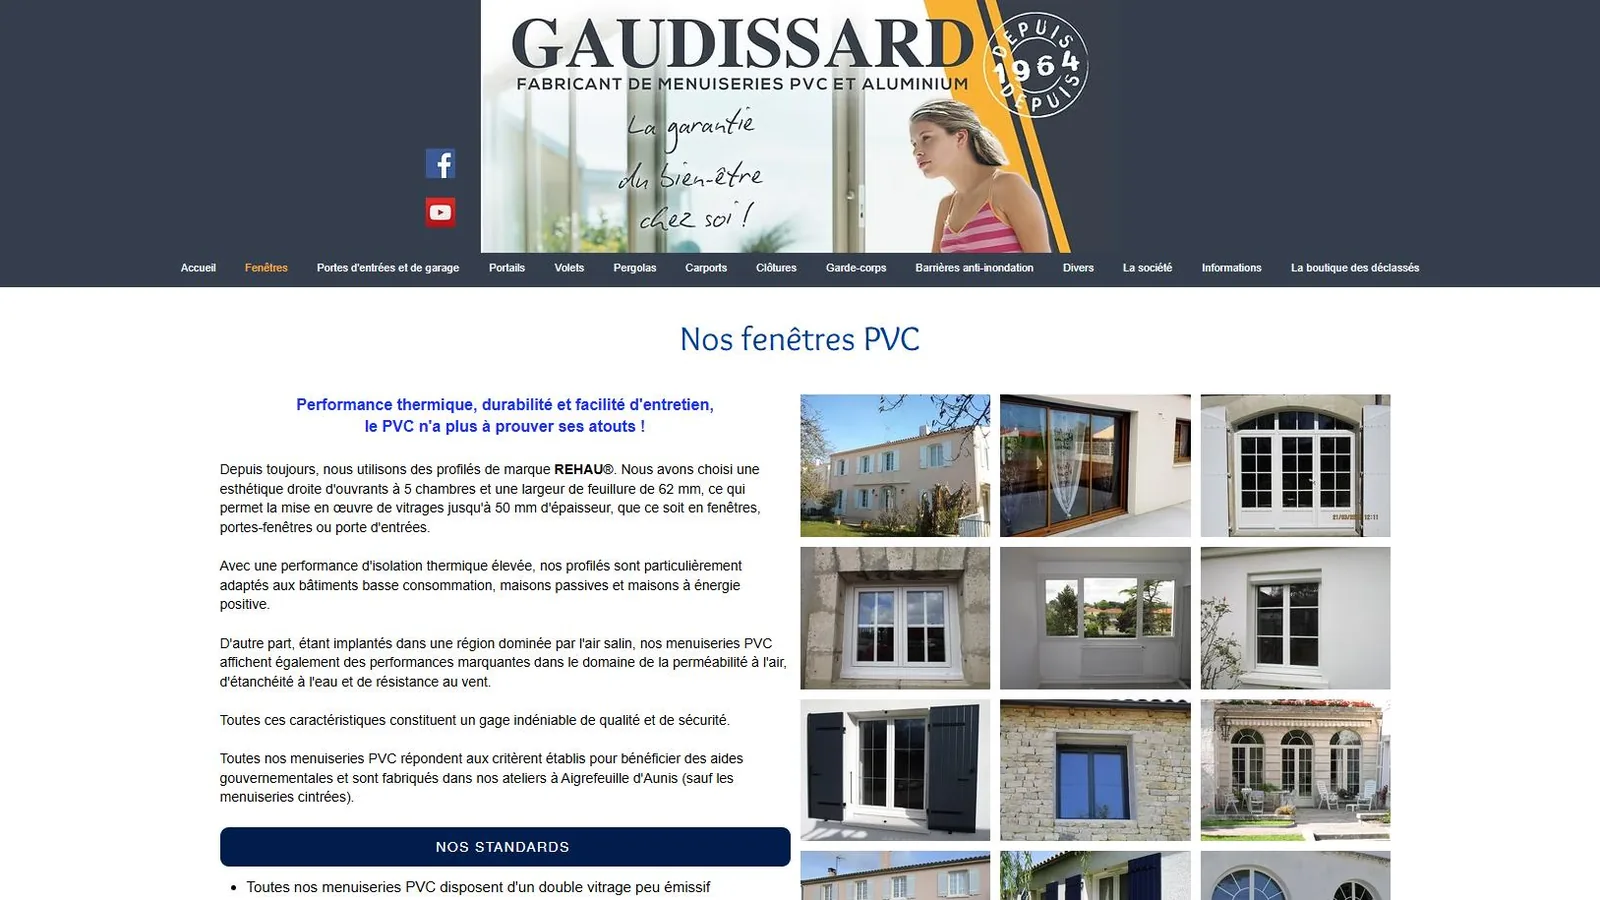 GAUDISSARD
FABRICANT DE MENUISERIES PVC ET ALUMINIUM
DEPUIS
1964
DEPUIS
La garantie
du bien-être
chez soi !
Accueil
Fenêtres
Portes d'entrées et de garage
Portails
Volets
Pergolas
Carports
Clôtures
Garde-corps
Barrières anti-inondation
Divers
La société
Informations
La boutique des déclassés
Nos fenêtres PVC
Performance thermique, durabilité et facilité d'entretien,
le PVC n'a plus à prouver ses atouts !
Depuis toujours, nous utilisons des profilés de marque REHAU®. Nous avons choisi une
esthétique droite d'ouvrants à 5 chambres et une largeur de feuillure de 62 mm, ce qui
permet la mise en œuvre de vitrages jusqu'à 50 mm d'épaisseur, que ce soit en fenêtres,
portes-fenêtres ou porte d'entrées.
Avec une performance d'isolation thermique élevée, nos profilés sont particulièrement
adaptés aux bâtiments basse consommation, maisons passives et maisons à énergie
positive.
D'autre part, étant implantés dans une région dominée par l'air salin, nos menuiseries PVC
affichent également des performances marquantes dans le domaine de la perméabilité à l'air,
d'étanchéité à l'eau et de résistance au vent.
Toutes ces caractéristiques constituent un gage indéniable de qualité et de sécurité.
Toutes nos menuiseries PVC répondent aux critèrent établis pour bénéficier des aides
gouvernementales et sont fabriqués dans nos ateliers à Aigrefeuille d'Aunis (sauf les
menuiseries cintrées).
NOS STANDARDS
• Toutes nos menuiseries PVC disposent d'un double vitrage peu émissif